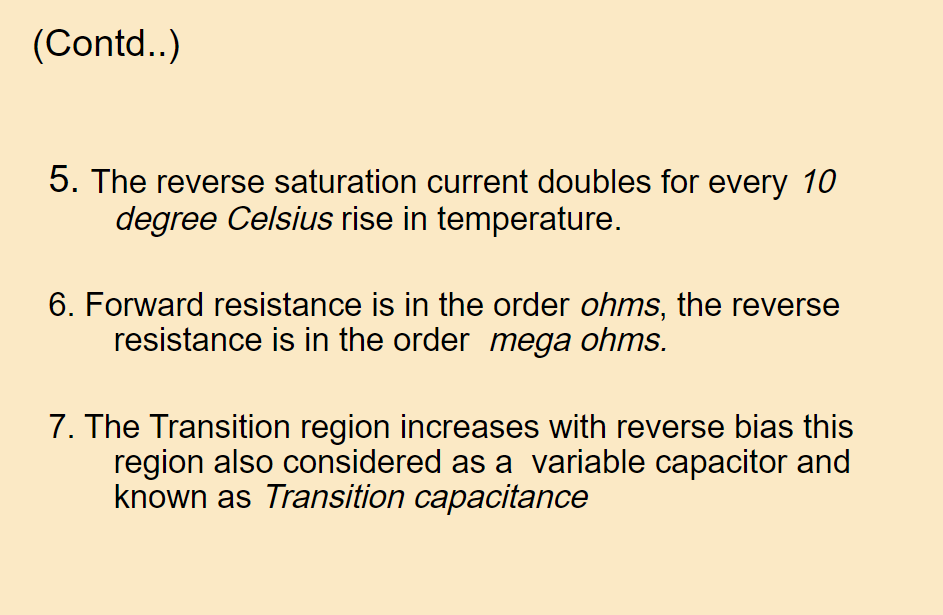 (Contd..)
5. The reverse saturation current doubles for every 10
degree Celsius rise in temperature.
6. Forward resistance is in the order ohms, the reverse
resistance is in the order mega ohms.
7. The Transition region increases with reverse bias this
region also considered as a variable capacitor and
known as Transition capacitance